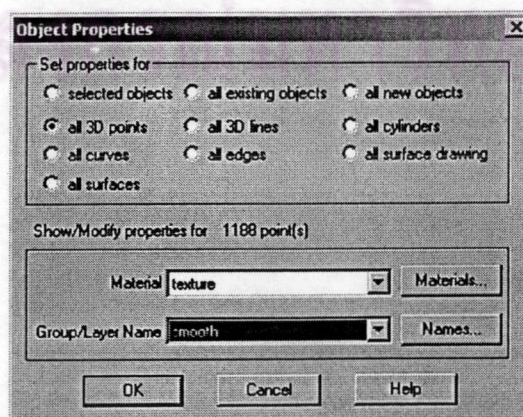 Object Properties
Set properties for
selected objects all existing objects all new objects
all 3D points all 3D lines all cylinders
all curves all edges all surface drawing
all surfaces
Show/Modify properties for 1188 point(s)
Material texture Materials...
Group/Layer Name smooth Names...
OK Cancel Help